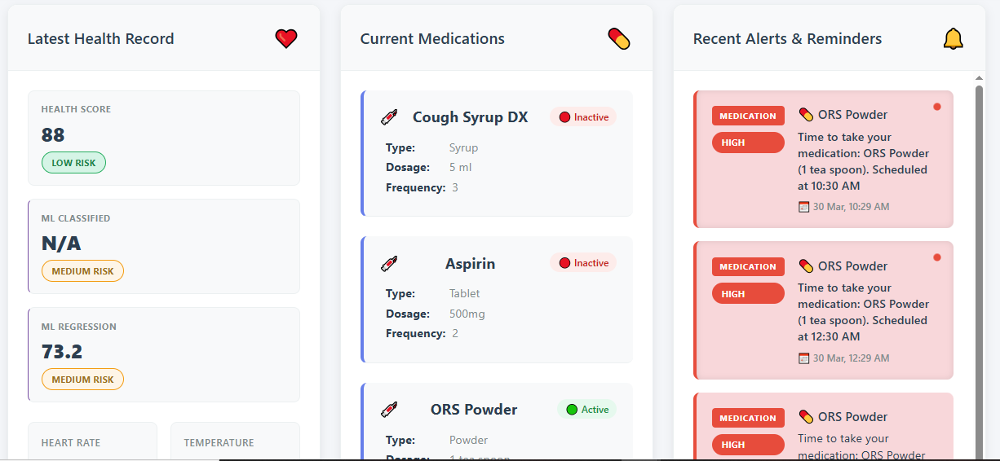 Latest Health Record
HEALTH SCORE
88
LOW RISK
ML CLASSIFIED
N/A
MEDIUM RISK
ML REGRESSION
73.2
MEDIUM RISK
HEART RATE
TEMPERATURE
Current Medications
Cough Syrup DX
Inactive
Type: Syrup
Dosage: 5 ml
Frequency: 3
Aspirin
Inactive
Type: Tablet
Dosage: 500mg
Frequency: 2
ORS Powder
Active
Type: Powder
Dosage: 1 tea spoon
Recent Alerts & Reminders
MEDICATION
HIGH
ORS Powder
Time to take your
medication: ORS Powder
(1 tea spoon). Scheduled
at 10:30 AM
30 Mar, 10:29 AM
MEDICATION
HIGH
ORS Powder
Time to take your
medication: ORS Powder
(1 tea spoon). Scheduled
at 12:30 AM
30 Mar, 12:29 AM
MEDICATION
HIGH
ORS Powder
Time to take your
medication: ORS Powder